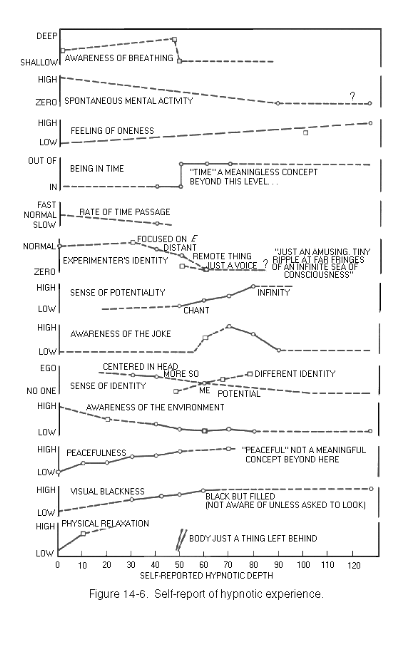 DEEP
AWARENESS OF BREATHING
SHALLOW
HIGH
?
ZERO SPONTANEOUS MENTAL ACTIVITY
HIGH
FEELING OF ONENESS
LOW
OUT OF
BEING IN TIME
"TIME" A MEANINGLESS CONCEPT
BEYOND THIS LEVEL...
IN
FAST
NORMAL RATE OF TIME PASSAGE
SLOW
NORMAL
FOCUSED ON E
DISTANT
EXPERIMENTER'S IDENTITY
REMOTE THING
JUST A VOICE ?
"JUST AN AMUSING, TINY
RIPPLE AT FAR FRINGES
OF AN INFINITE SEA OF
CONSCIOUSNESS"
ZERO
HIGH
SENSE OF POTENTIALITY
INFINITY
LOW
CHANT
HIGH
AWARENESS OF THE JOKE
LOW
EGO
CENTERED IN HEAD
MORE SO
DIFFERENT IDENTITY
SENSE OF IDENTITY
NO ONE
ME
POTENTIAL
HIGH
AWARENESS OF THE ENVIRONMENT
LOW
HIGH
PEACEFULNESS
"PEACEFUL" NOT A MEANINGFUL
CONCEPT BEYOND HERE
LOW
HIGH
VISUAL BLACKNESS
BLACK BUT FILLED
(NOT AWARE OF UNLESS ASKED TO LOOK)
LOW
HIGH
PHYSICAL RELAXATION
BODY JUST A THING LEFT BEHIND
LOW
0 10 20 30 40 50 60 70 80 90 100 110 120
SELF-REPORTED HYPNOTIC DEPTH
Figure 14-6. Self-report of hypnotic experience.